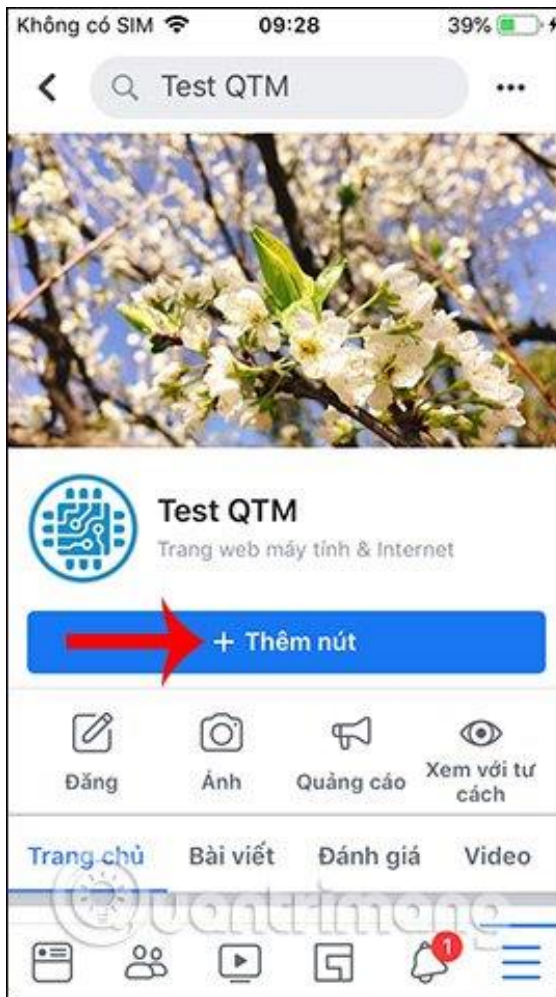 Không có SIM 09:28 39%
Test QTM
Test QTM
Trang web máy tính & Internet
+ Thêm nút
Đăng Ảnh Quảng cáo Xem với tư cách
Trang chủ Bài viết Đánh giá Video
Quantrimang
1